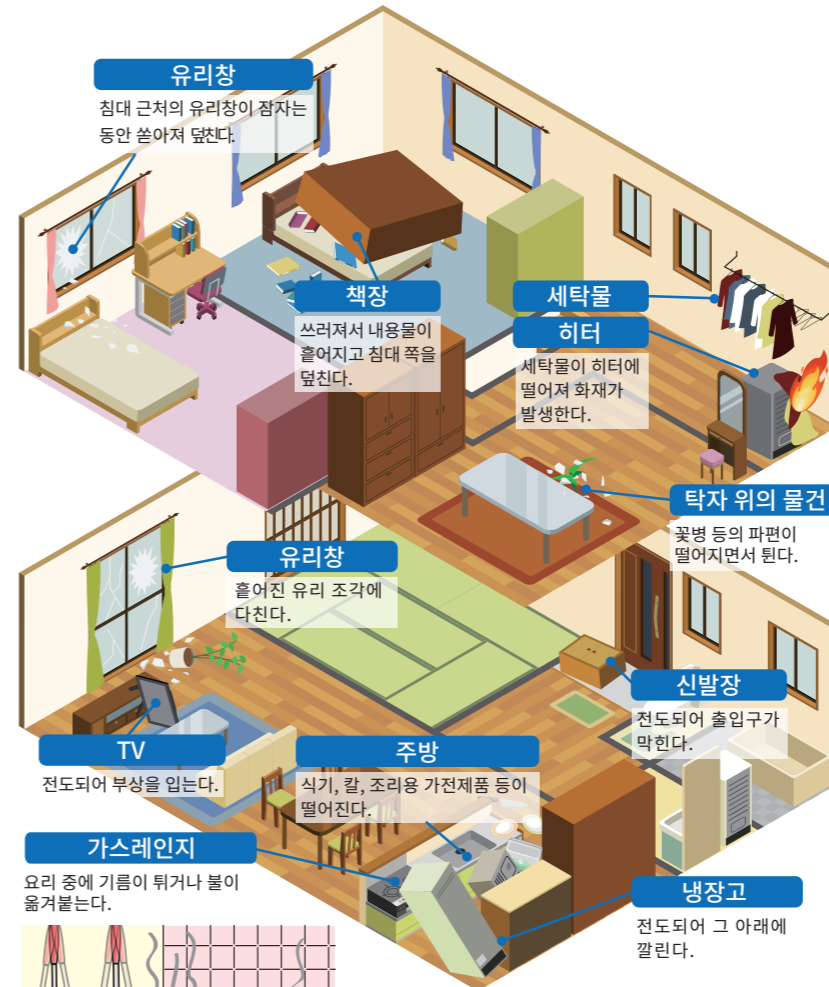 유리창
침대 근처의 유리창이 잠자는
동안 쏟아져 덮친다.
책장
쓰러져서 내용물이
흩어지고 침대 쪽을
덮친다.
세탁물
히터
세탁물이 히터에
떨어져 화재가
발생한다.
탁자 위의 물건
꽃병 등의 파편이
떨어지면서 튄다.
유리창
흩어진 유리 조각에
다친다.
신발장
전도되어 출입구가
막힌다.
TV
전도되어 부상을 입는다.
주방
식기, 칼, 조리용 가전제품 등이
떨어진다.
가스레인지
요리 중에 기름이 튀거나 불이
옮겨붙는다.
냉장고
전도되어 그 아래에
깔린다.